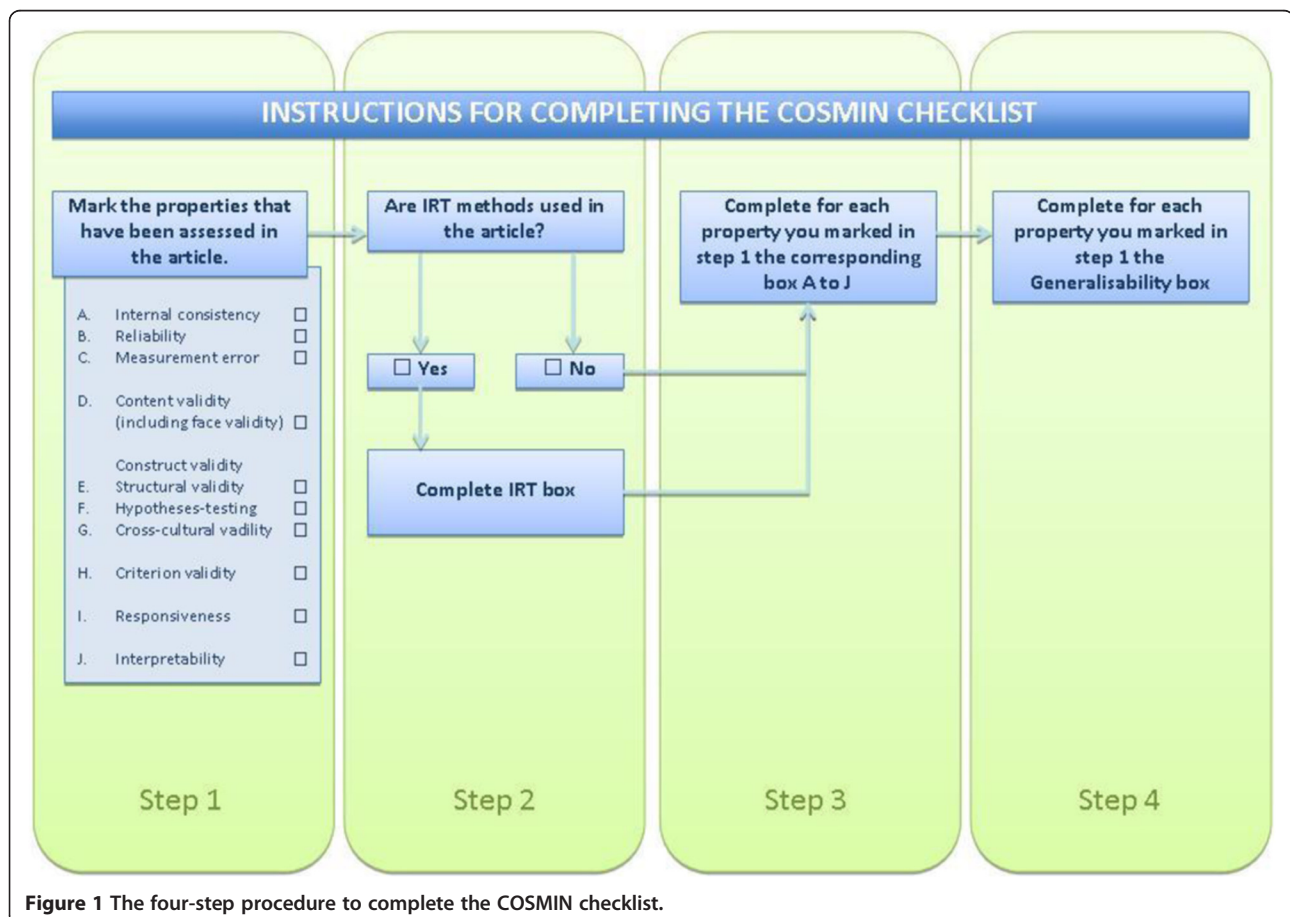 INSTRUCTIONS FOR COMPLETING THE COSMIN CHECKLIST
Mark the properties that
have been assessed in
the article.
A. Internal consistency ☐
B. Reliability ☐
C. Measurement error ☐
D. Content validity
(including face validity) ☐
Construct validity
E. Structural validity ☐
F. Hypotheses-testing ☐
G. Cross-cultural vadility ☐
H. Criterion validity ☐
I. Responsiveness ☐
J. Interpretability ☐
Step 1
Are IRT methods used in
the article?
☐ Yes
☐ No
Complete IRT box
Step 2
Complete for each
property you marked in
step 1 the corresponding
box A to J
Step 3
Complete for each
property you marked in
step 1 the
Generalisability box
Step 4
Figure 1 The four-step procedure to complete the COSMIN checklist.